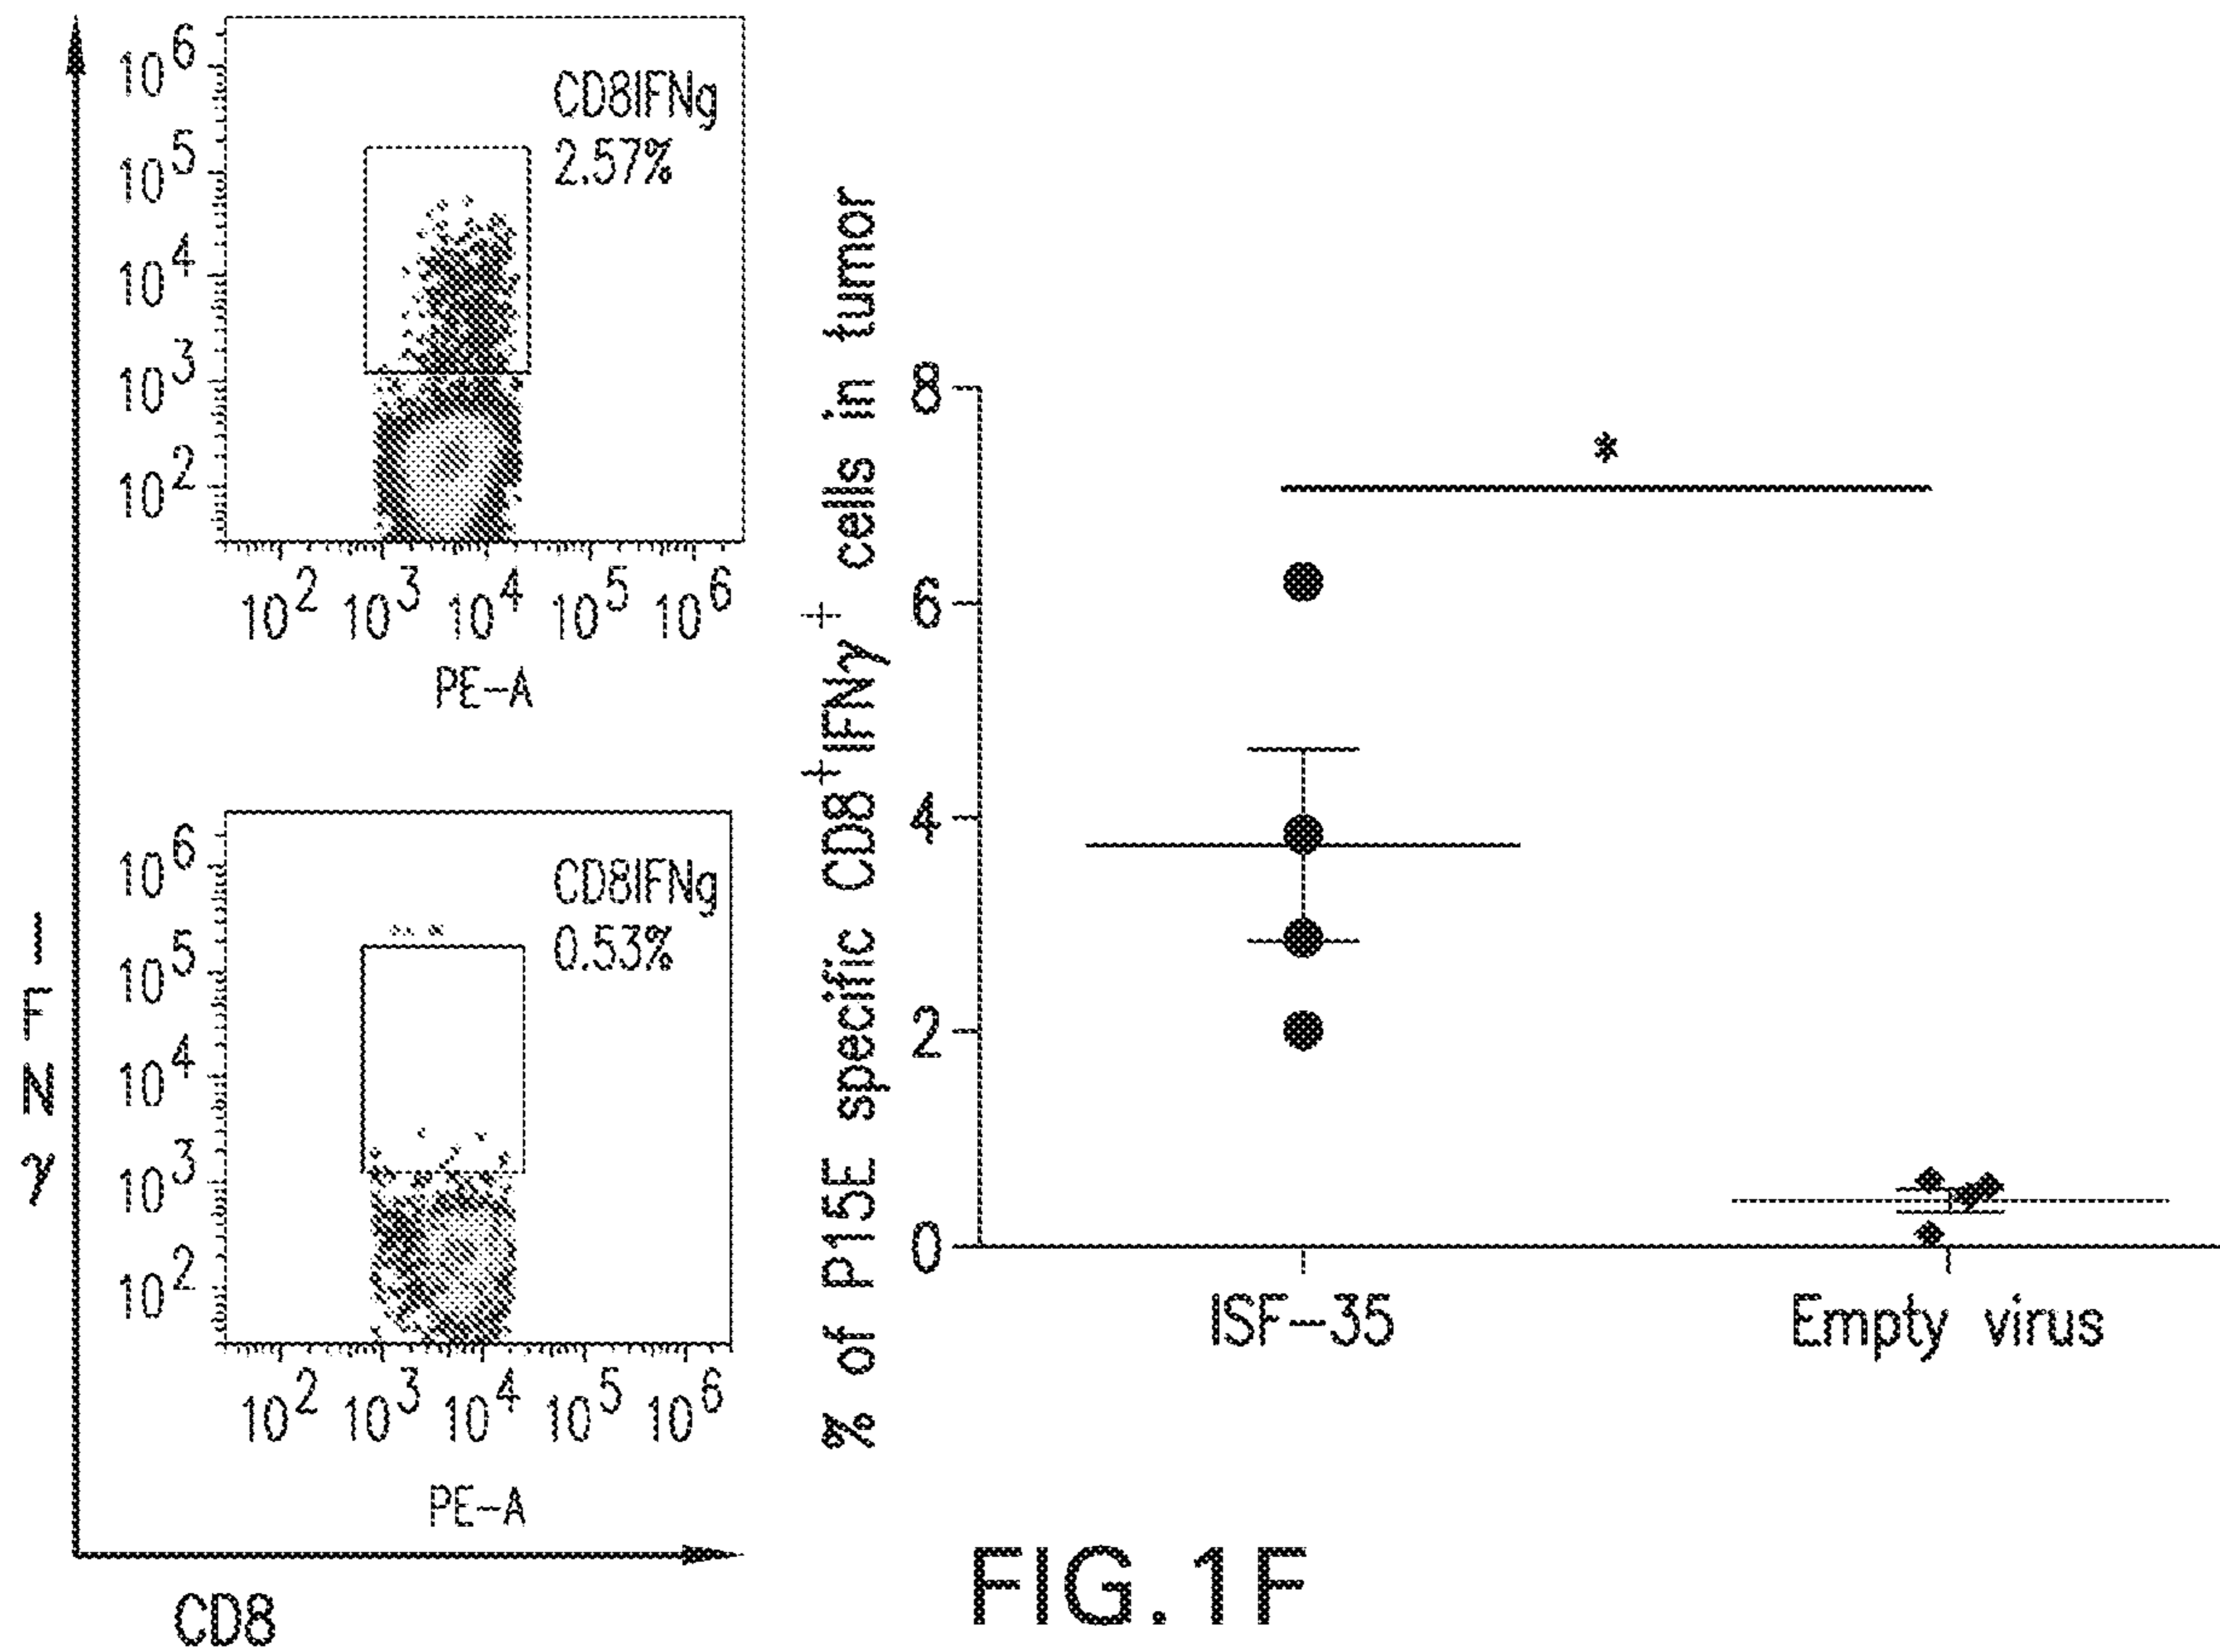 10^6
10^5
10^4
10^3
10^2
CD8IFNg
2.57%
10^2 10^3 10^4 10^5 10^6
PE-A
10^6
10^5
10^4
10^3
10^2
CD8IFNg
0.53%
10^2 10^3 10^4 10^5 10^6
PE-A
IFNγ
CD8
% of P15E specific CD8⁺IFNγ⁺ cells in tumor
8
6
4
2
0
*
ISF-35 Empty virus
FIG.1F